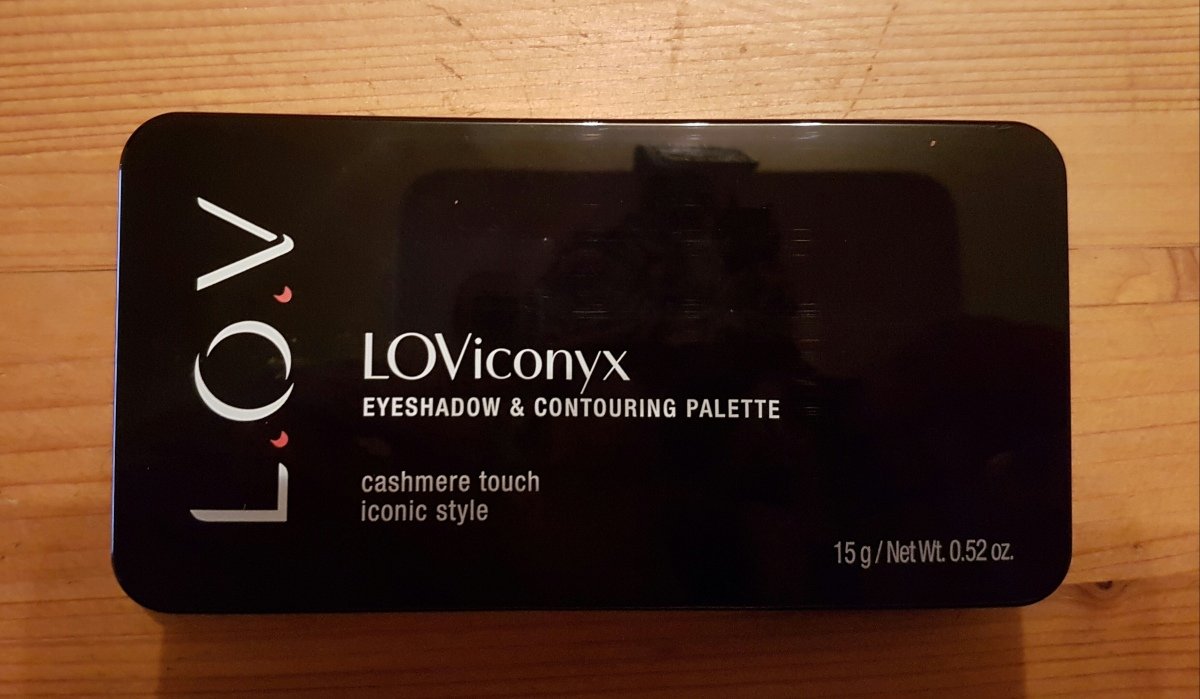 L.O.V
LOViconyx
EYESHADOW & CONTOURING PALETTE
cashmere touch
iconic style
15 g / Net Wt. 0.52 oz.